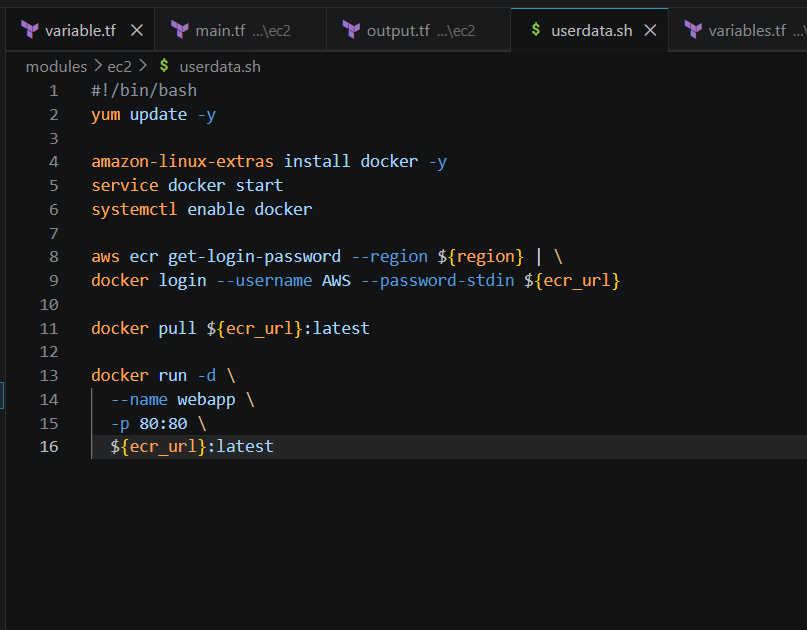 variable.tf main.tf ...\ec2 output.tf ...\ec2 $ userdata.sh variables.tf ...\
modules > ec2 > $ userdata.sh
1 #!/bin/bash
2 yum update -y
3
4 amazon-linux-extras install docker -y
5 service docker start
6 systemctl enable docker
7
8 aws ecr get-login-password --region ${region} | \
9 docker login --username AWS --password-stdin ${ecr_url}
10
11 docker pull ${ecr_url}:latest
12
13 docker run -d \
14   --name webapp \
15   -p 80:80 \
16   ${ecr_url}:latest